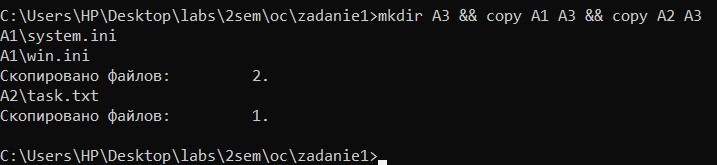 C:\Users\HP\Desktop\labs\2sem\oc\zadanie1>mkdir A3 && copy A1 A3 && copy A2 A3
A1\system.ini
A1\win.ini
Скопировано файлов:         2.
A2\task.txt
Скопировано файлов:         1.
C:\Users\HP\Desktop\labs\2sem\oc\zadanie1>